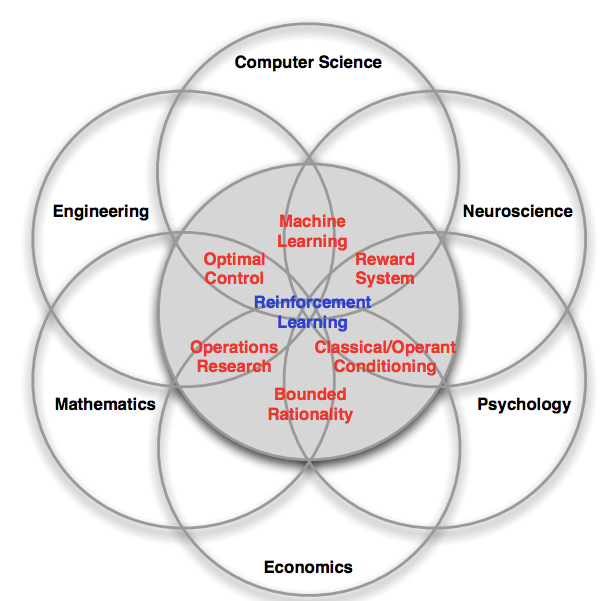 Computer Science
Engineering
Neuroscience
Machine
Learning
Optimal
Control
Reward
System
Reinforcement
Learning
Operations
Research
Classical/Operant
Conditioning
Bounded
Rationality
Mathematics
Psychology
Economics